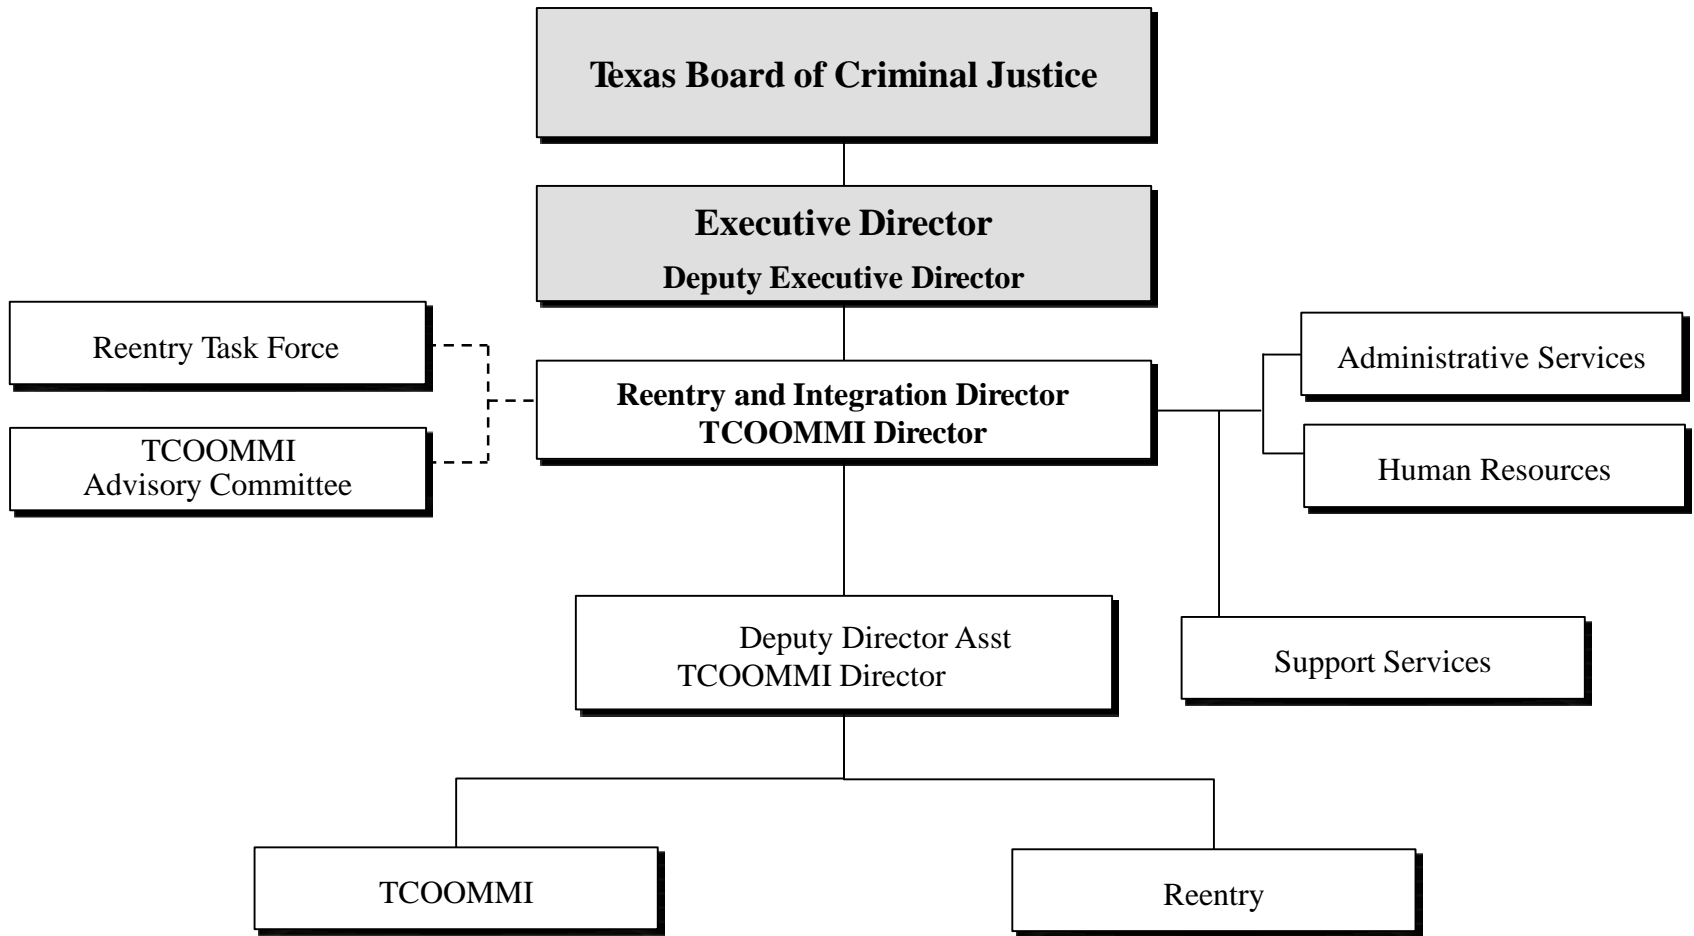 Texas Board of Criminal Justice
Executive Director
Deputy Executive Director
Reentry Task Force
TCOOMMI
Advisory Committee
Reentry and Integration Director
TCOOMMI Director
Administrative Services
Human Resources
Deputy Director Asst
TCOOMMI Director
Support Services
TCOOMMI
Reentry